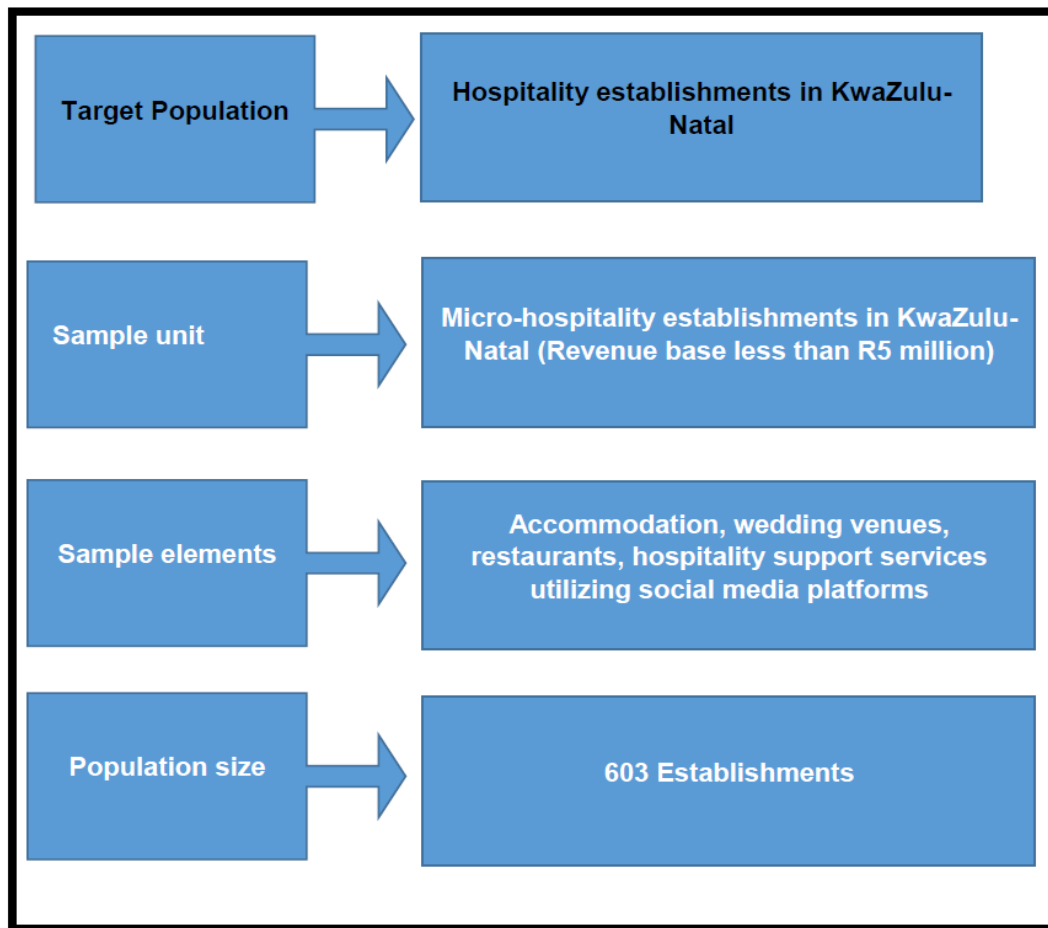 Target Population
Hospitality establishments in KwaZulu-
Natal
Sample unit
Micro-hospitality establishments in KwaZulu-
Natal (Revenue base less than R5 million)
Sample elements
Accommodation, wedding venues,
restaurants, hospitality support services
utilizing social media platforms
Population size
603 Establishments